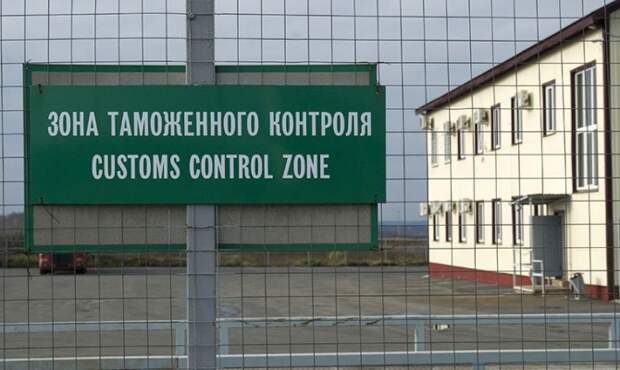 ЗОНА ТАМОЖЕННОГО КОНТРОЛЯ
CUSTOMS CONTROL ZONE